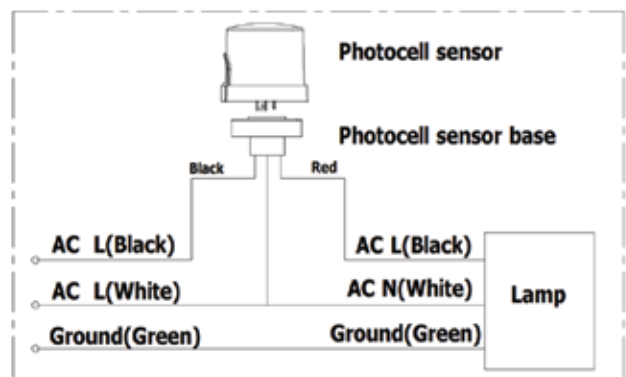 Photocell sensor
Photocell sensor base
Black
Red
AC L(Black)
AC L(Black)
AC L(White)
AC N(White)
Lamp
Ground(Green)
Ground(Green)